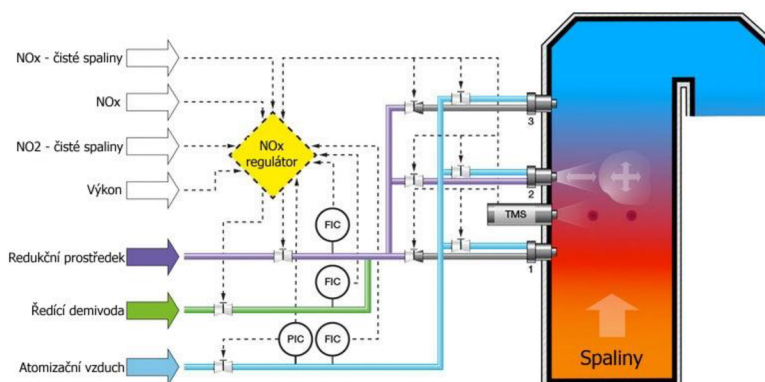 NOx - čisté spaliny
NOx
NO2 - čisté spaliny
Výkon
Redukční prostředek
Ředící demivoda
Atomizační vzduch
NOx
regulátor
FIC
FIC
PIC
FIC
3
2
TMS
1
Spaliny